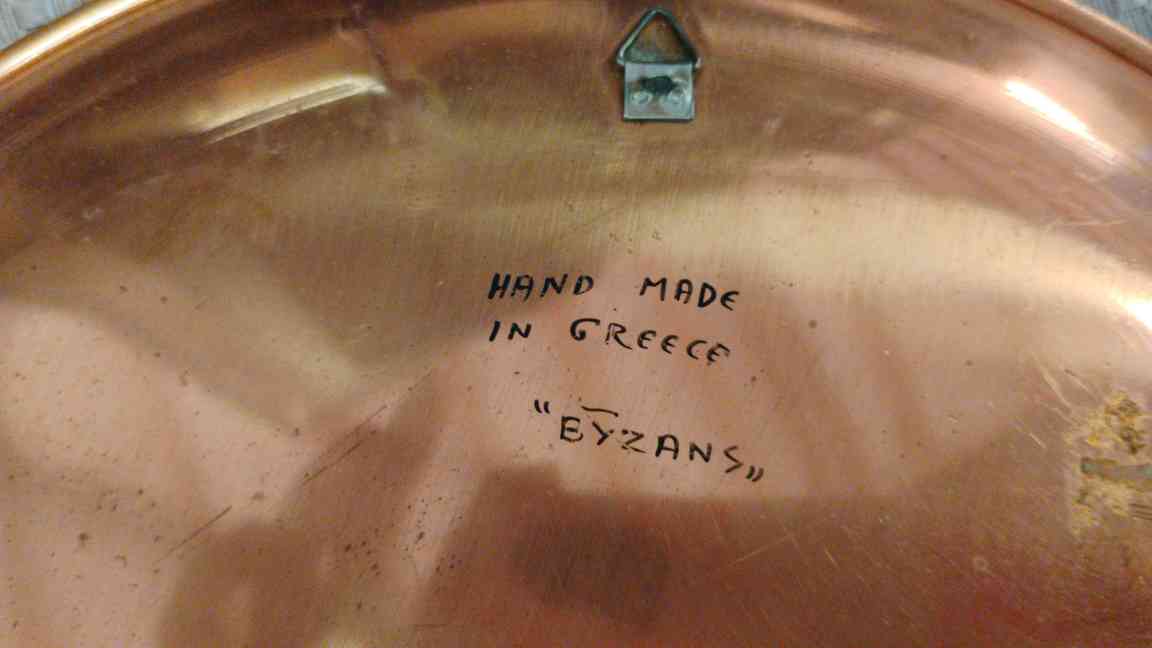 HAND MADE
IN GREECE
“BYZANS„